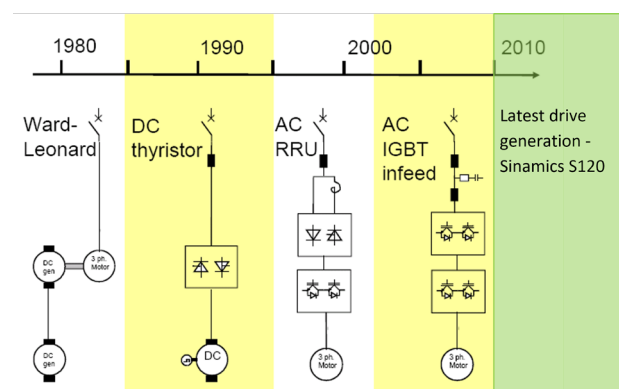 1980
1990
2000
2010
Ward-
Leonard
DC
thyristor
AC
RRU
AC
IGBT
infeed
Latest drive
generation -
Sinamics S120
DC
gen
3 ph.
Motor
DC
gen
DC
3 ph.
Motor
3 ph.
Motor